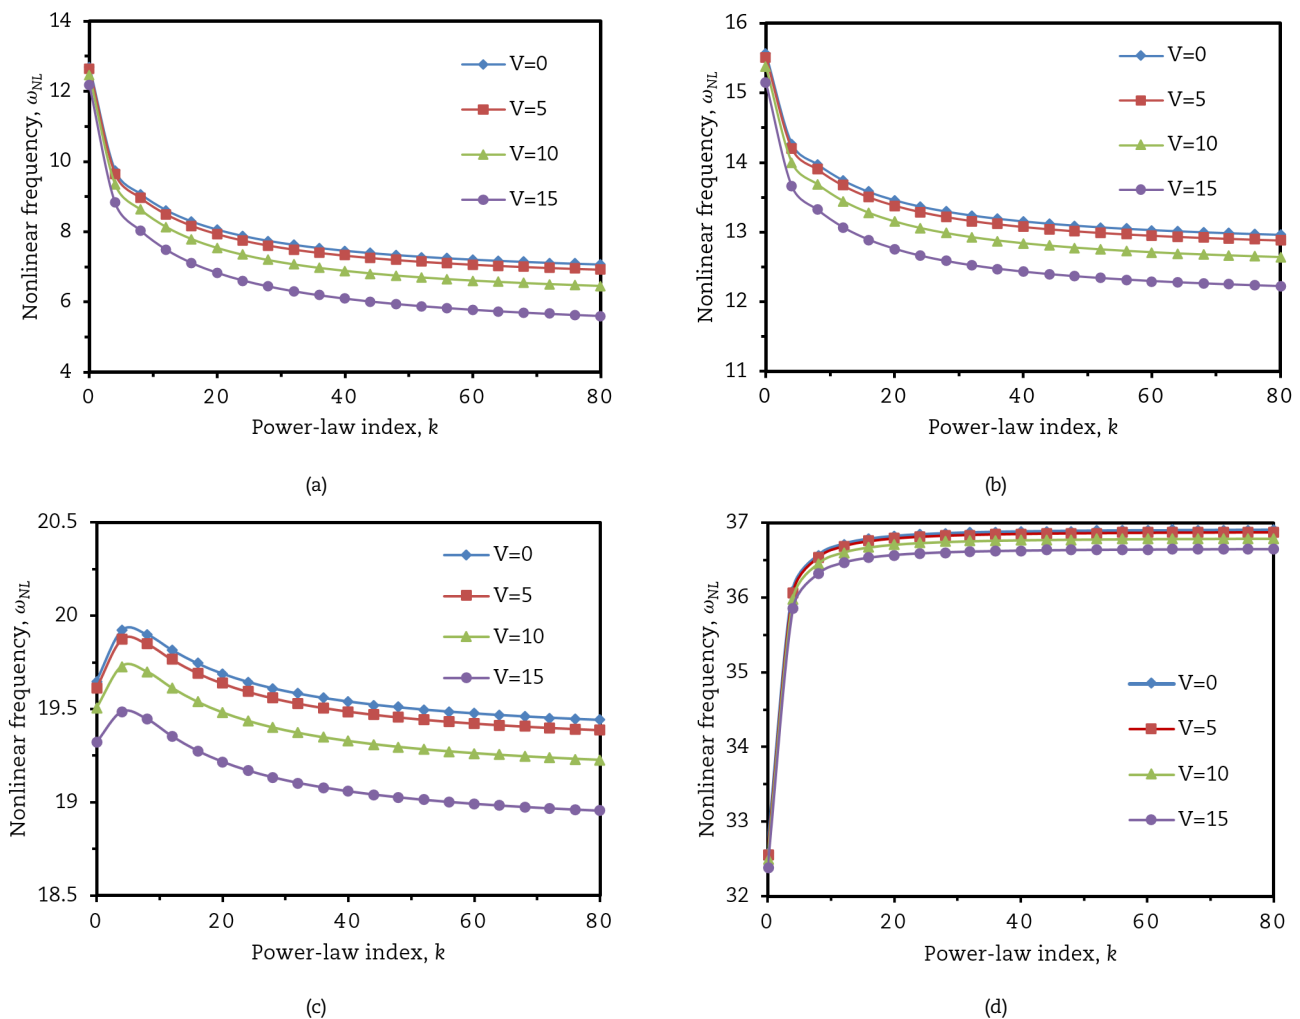 14
12
10
8
6
4
Nonlinear frequency, ωNL
V=0
V=5
V=10
V=15
0 20 40 60 80
Power-law index, k
(a)
16
15
14
13
12
11
Nonlinear frequency, ωNL
V=0
V=5
V=10
V=15
0 20 40 60 80
Power-law index, k
(b)
20.5
20
19.5
19
18.5
Nonlinear frequency, ωNL
V=0
V=5
V=10
V=15
0 20 40 60 80
Power-law index, k
(c)
37
36
35
34
33
32
Nonlinear frequency, ωNL
V=0
V=5
V=10
V=15
0 20 40 60 80
Power-law index, k
(d)